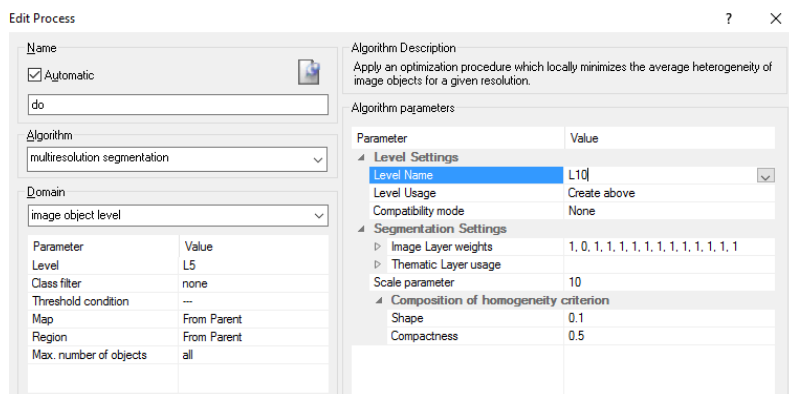 Edit Process
?
Name
Automatic
do
Algorithm
multiresolution segmentation
Domain
image object level
Parameter Value
Level L5
Class filter none
Threshold condition ---
Map From Parent
Region From Parent
Max. number of objects all
Algorithm Description
Apply an optimization procedure which locally minimizes the average heterogeneity of
image objects for a given resolution.
Algorithm parameters
Parameter Value
Level Settings
Level Name L10
Level Usage Create above
Compatibility mode None
Segmentation Settings
Image Layer weights 1, 0, 1, 1, 1, 1, 1, 1, 1, 1, 1, 1, 1, 1
Thematic Layer usage
Scale parameter 10
Composition of homogeneity criterion
Shape 0.1
Compactness 0.5